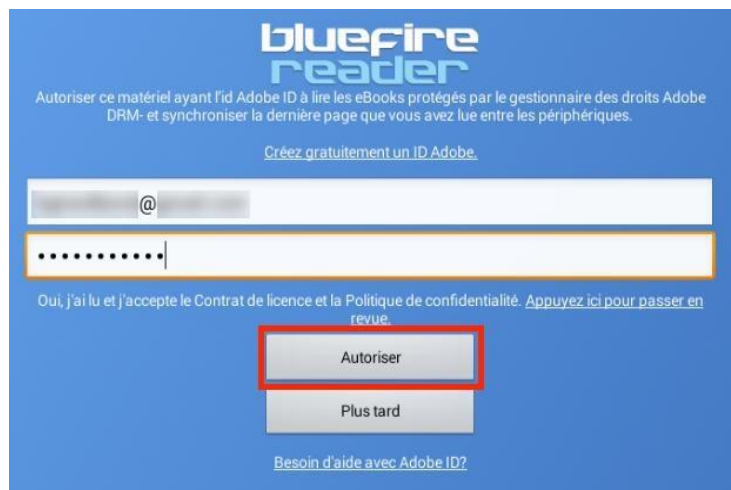 bluefire
reader
Autoriser ce matériel ayant l'id Adobe ID à lire les eBooks protégés par le gestionnaire des droits Adobe
DRM- et synchroniser la dernière page que vous avez lue entre les périphériques.
Créez gratuitement un ID Adobe.
@
•••••••••••
Oui, j'ai lu et j'accepte le Contrat de licence et la Politique de confidentialité. Appuyez ici pour passer en
revue.
Autoriser
Plus tard
Besoin d'aide avec Adobe ID?